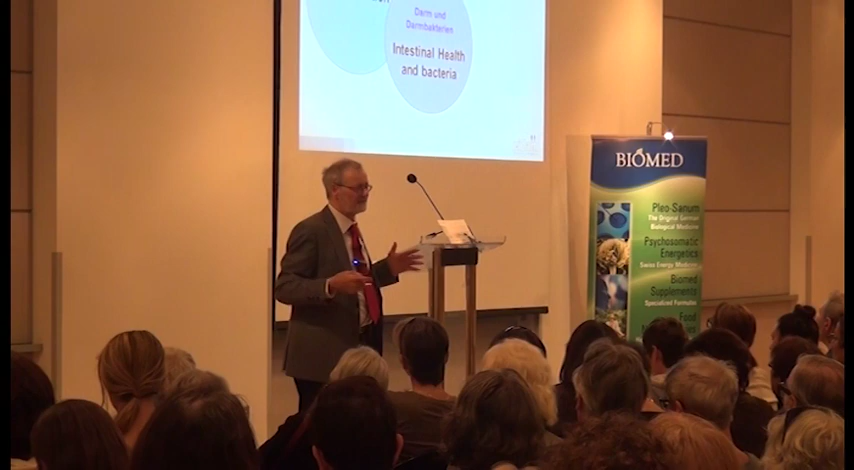 Darm und
Darmbakterien
Intestinal Health
and bacteria
BIOMED
Pleo-Sanum
The Original German
Biological Medicine
Psychosomatic
Energetics
Swiss Energy Medicine
Biomed
Supplements
Specialized Formulas
Food